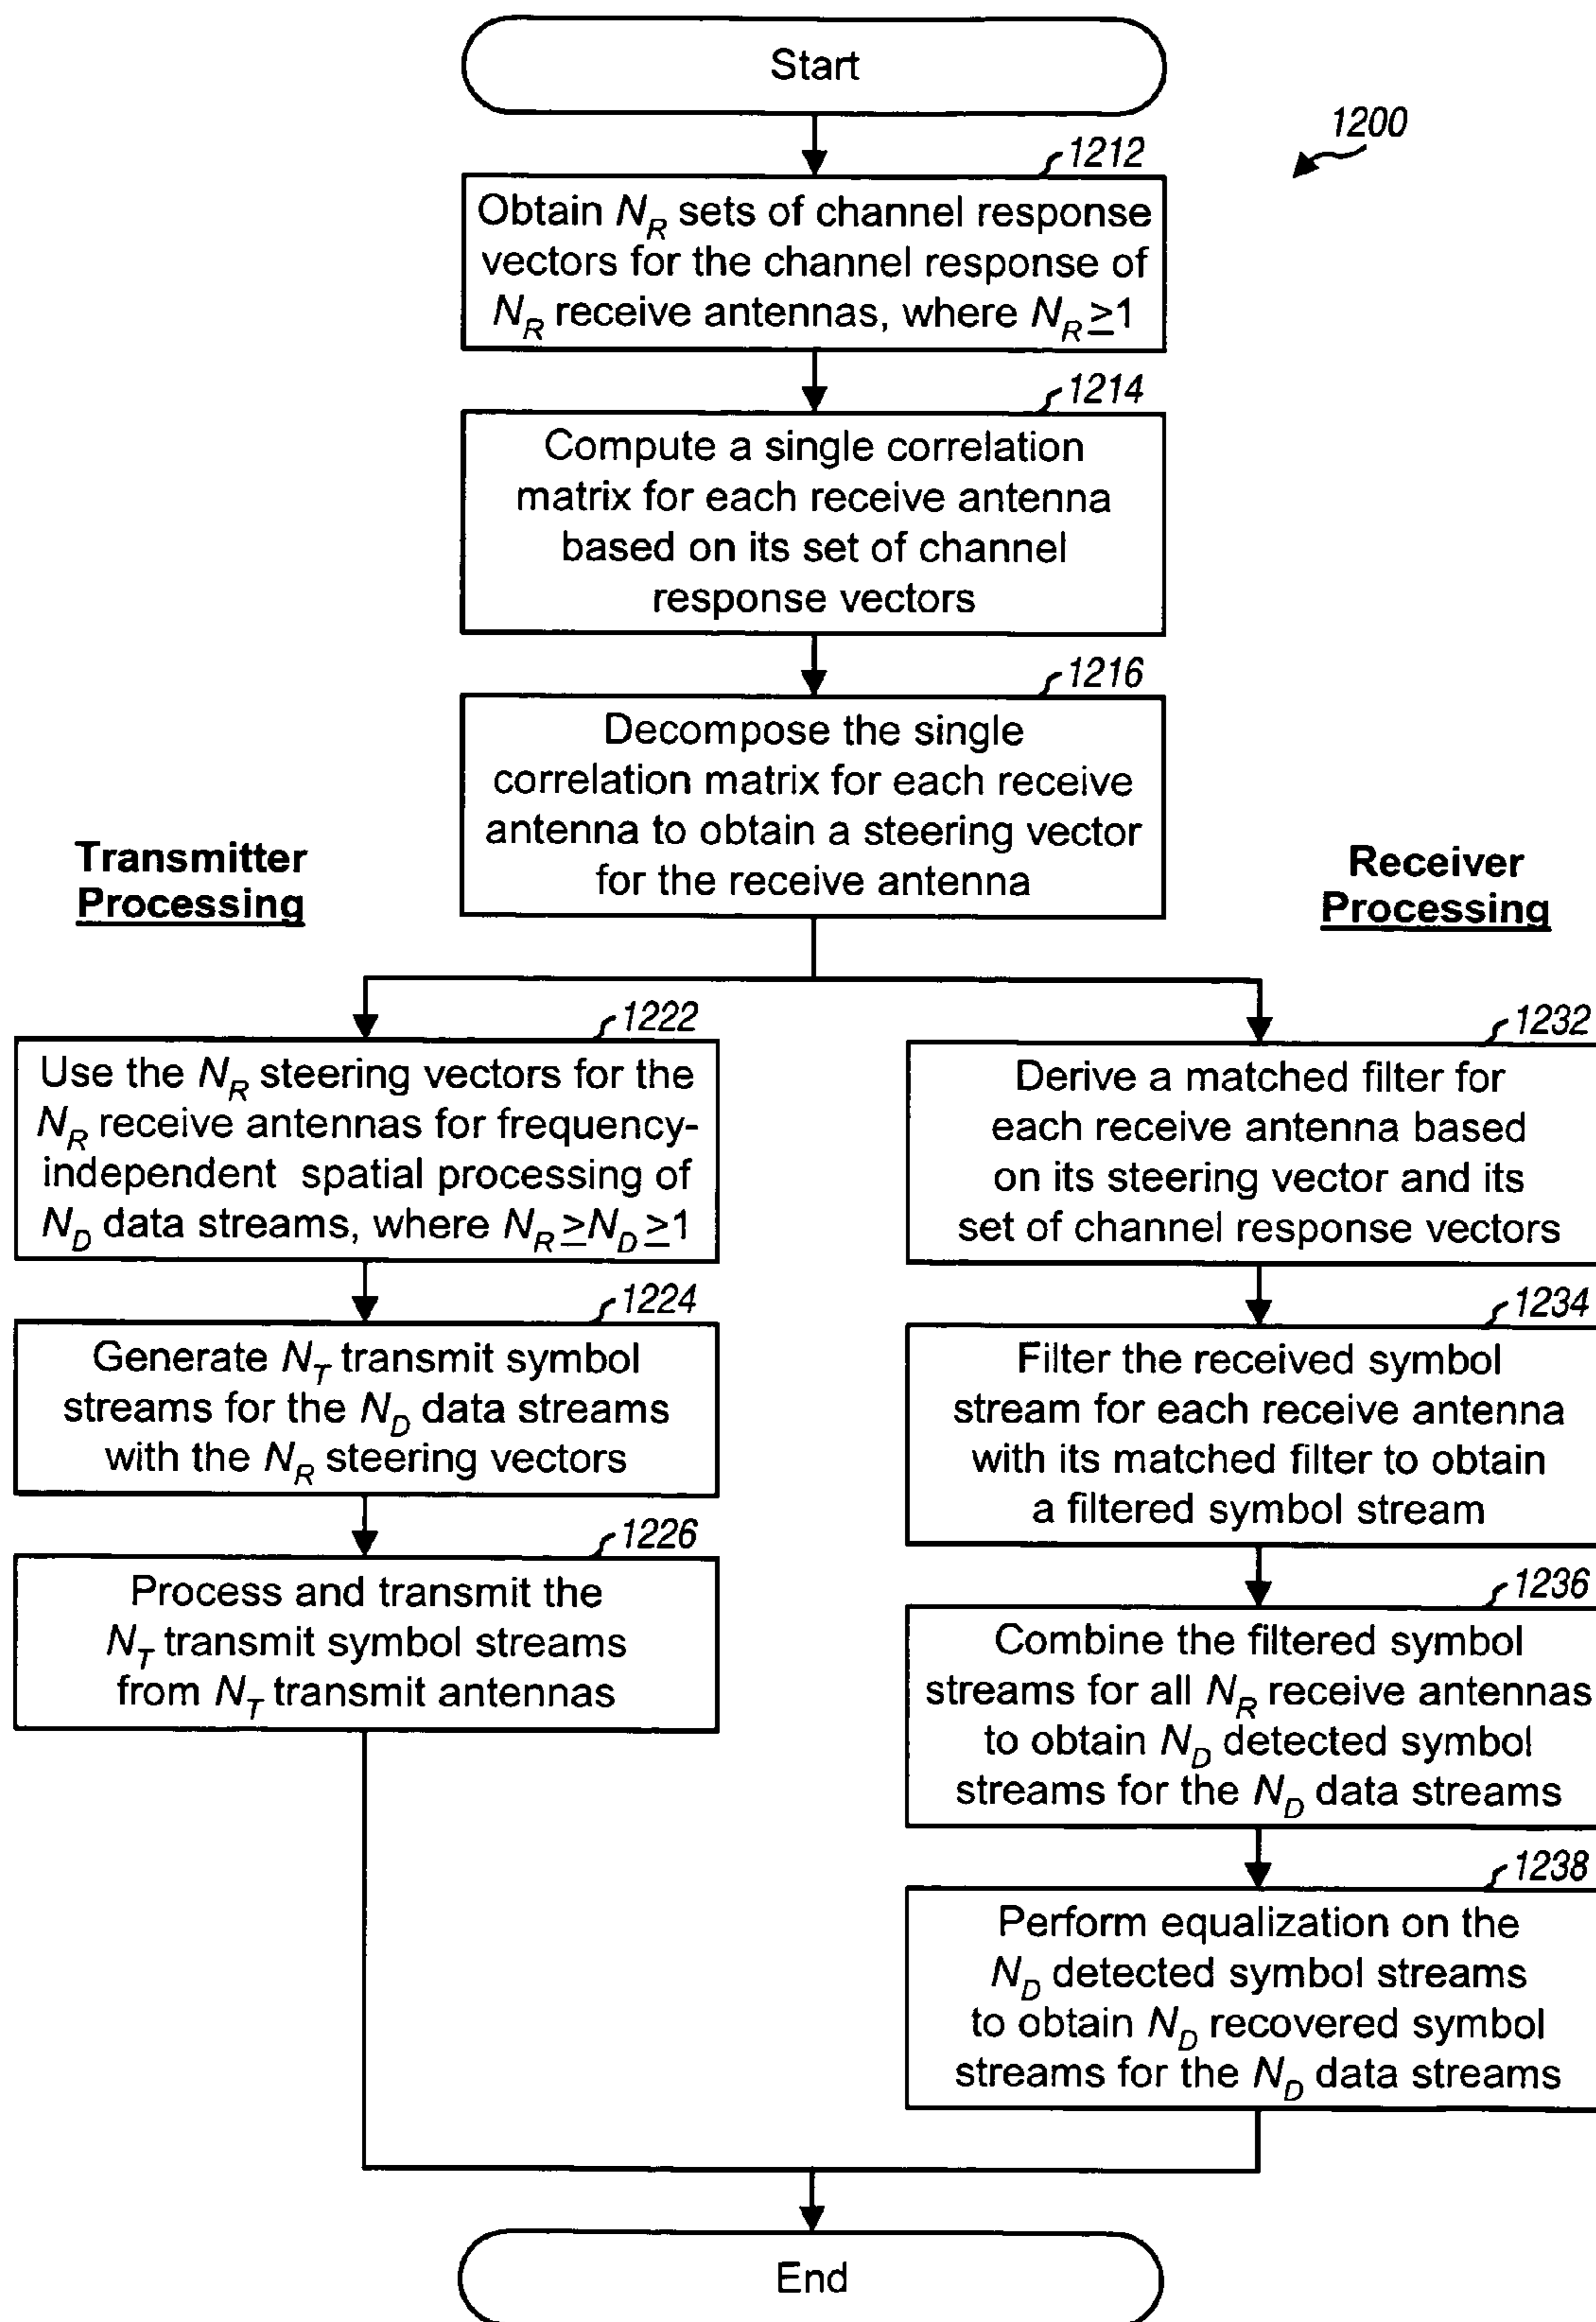 Start
1200
1212
Obtain N_R sets of channel response
vectors for the channel response of
N_R receive antennas, where N_R ≥1
1214
Compute a single correlation
matrix for each receive antenna
based on its set of channel
response vectors
1216
Decompose the single
correlation matrix for each receive
antenna to obtain a steering vector
for the receive antenna
Transmitter
Processing
1222
Use the N_R steering vectors for the
N_R receive antennas for frequency-
independent spatial processing of
N_D data streams, where N_R ≥N_D ≥1
1224
Generate N_T transmit symbol
streams for the N_D data streams
with the N_R steering vectors
1226
Process and transmit the
N_T transmit symbol streams
from N_T transmit antennas
Receiver
Processing
1232
Derive a matched filter for
each receive antenna based
on its steering vector and its
set of channel response vectors
1234
Filter the received symbol
stream for each receive antenna
with its matched filter to obtain
a filtered symbol stream
1236
Combine the filtered symbol
streams for all N_R receive antennas
to obtain N_D detected symbol
streams for the N_D data streams
1238
Perform equalization on the
N_D detected symbol streams
to obtain N_D recovered symbol
streams for the N_D data streams
End